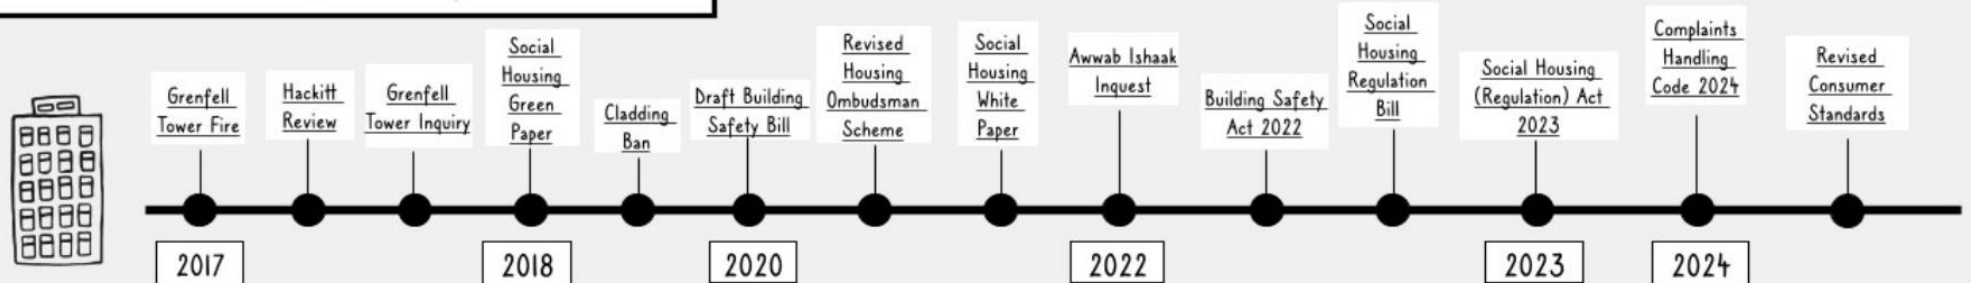 Grenfell
Tower Fire
Hackitt
Review
Grenfell
Tower Inquiry
Social
Housing
Green
Paper
Cladding
Ban
Draft Building
Safety Bill
Revised
Housing
Ombudsman
Scheme
Social
Housing
White
Paper
Awwab Ishaak
Inquest
Building Safety
Act 2022
Social
Housing
Regulation
Bill
Social Housing
(Regulation) Act
2023
Complaints
Handling
Code 2024
Revised
Consumer
Standards
2017
2018
2020
2022
2023
2024